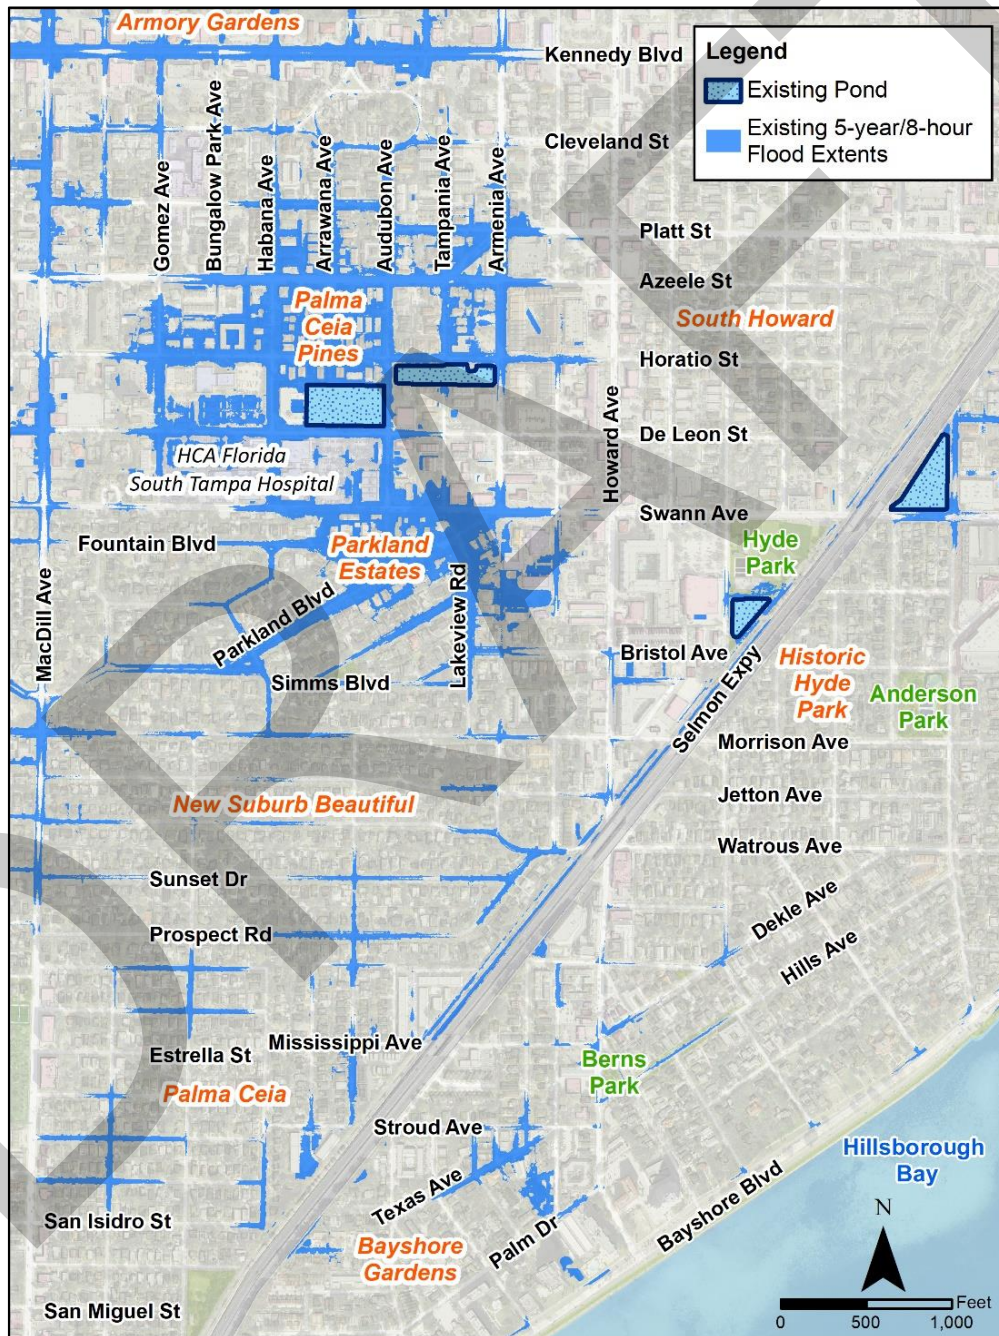 Armory Gardens
Kennedy Blvd
Legend
Existing Pond
Existing 5-year/8-hour
Flood Extents
Cleveland St
Gomez Ave
Bungalow Park Ave
Habana Ave
Arrawana Ave
Audubon Ave
Tampania Ave
Armenia Ave
Platt St
Azeele St
Palma
Ceia
Pines
South Howard
Horatio St
Howard Ave
De Leon St
HCA Florida
South Tampa Hospital
Swann Ave
Fountain Blvd
Parkland
Estates
Hyde
Park
MacDill Ave
Parkland Blvd
Lakeview Rd
Simms Blvd
Bristol Ave
Selmon Expy
Historic
Hyde
Park
Anderson
Park
Morrison Ave
New Suburb Beautiful
Jetton Ave
Watrous Ave
Sunset Dr
Dekle Ave
Prospect Rd
Hills Ave
Mississippi Ave
Estrella St
Berns
Park
Palma Ceia
Stroud Ave
Hillsborough
Bay
Texas Ave
San Isidro St
Palm Dr
Bayshore Blvd
Bayshore
Gardens
San Miguel St
N
Feet
0 500 1,000
DRAFT